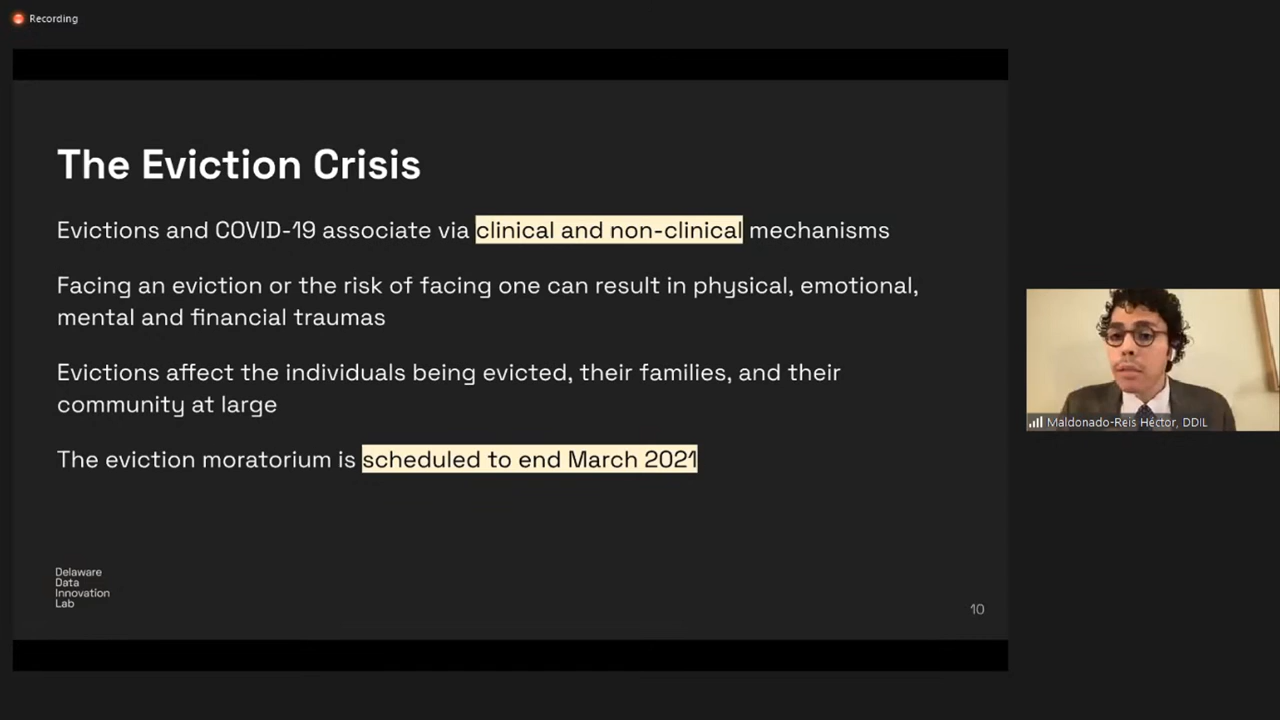 Recording
The Eviction Crisis
Evictions and COVID-19 associate via clinical and non-clinical mechanisms
Facing an eviction or the risk of facing one can result in physical, emotional,
mental and financial traumas
Evictions affect the individuals being evicted, their families, and their
community at large
The eviction moratorium is scheduled to end March 2021
Delaware
Data
Innovation
Lab
10
Maldonado-Reis Héctor, DDIL